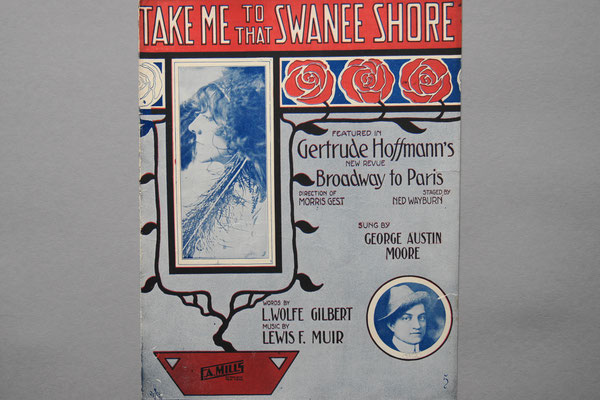 TAKE ME TO THAT SWANEE SHORE
FEATURED IN
Gertrude Hoffmann's
NEW REVUE
Broadway to Paris
DIRECTION OF
MORRIS GEST
STAGED BY
NED WAYBURN
SUNG BY
GEORGE AUSTIN
MOORE
WORDS BY
L. WOLFE GILBERT
MUSIC BY
LEWIS F. MUIR
F.A. MILLS
5